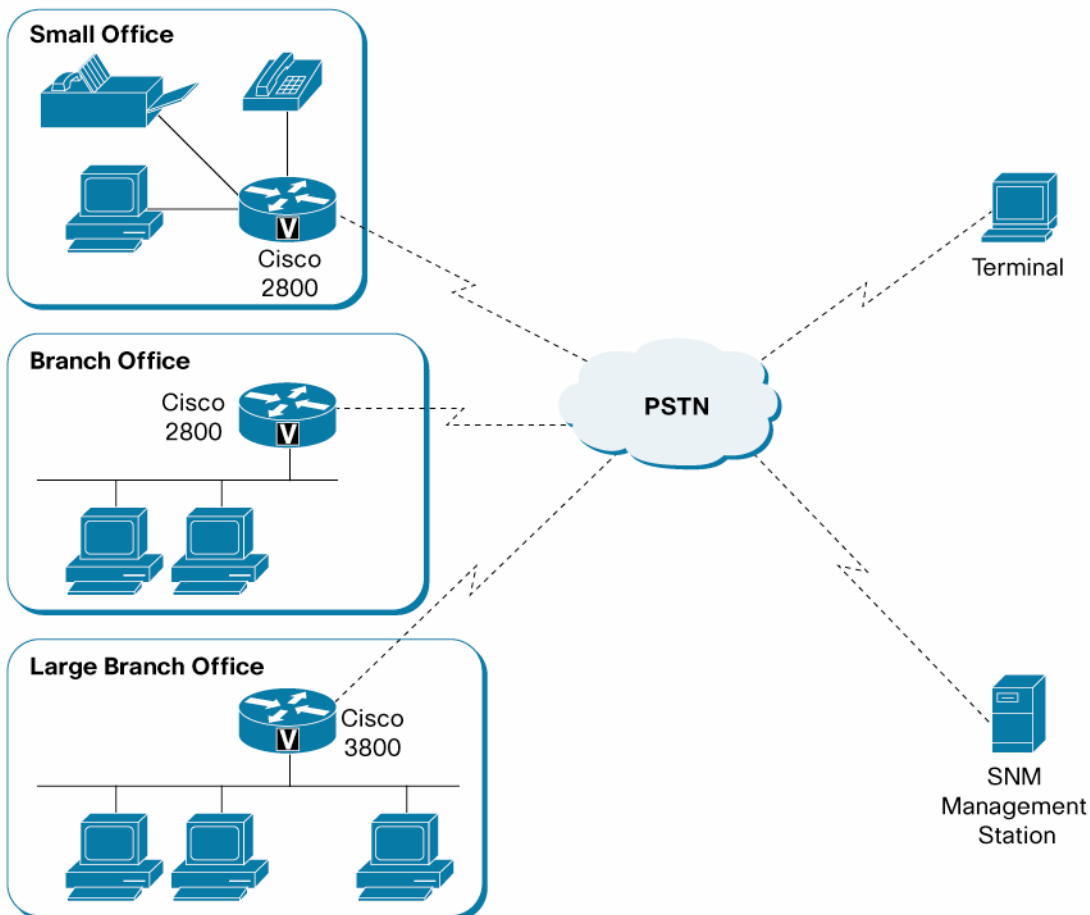 Small Office
V
Cisco
2800
Terminal
Branch Office
Cisco
2800
V
PSTN
Large Branch Office
V
Cisco
3800
SNM
Management
Station